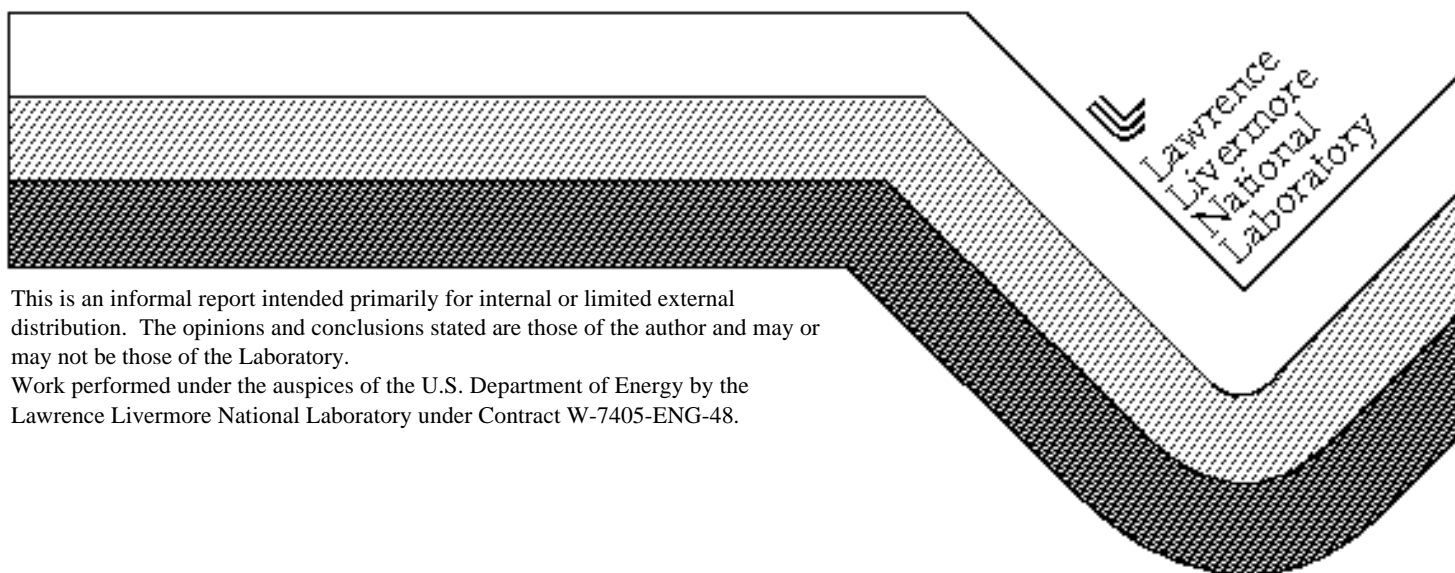 Lawrence
Livermore
National
Laboratory
This is an informal report intended primarily for internal or limited external
distribution.  The opinions and conclusions stated are those of the author and may or
may not be those of the Laboratory.
Work performed under the auspices of the U.S. Department of Energy by the
Lawrence Livermore National Laboratory under Contract W-7405-ENG-48.